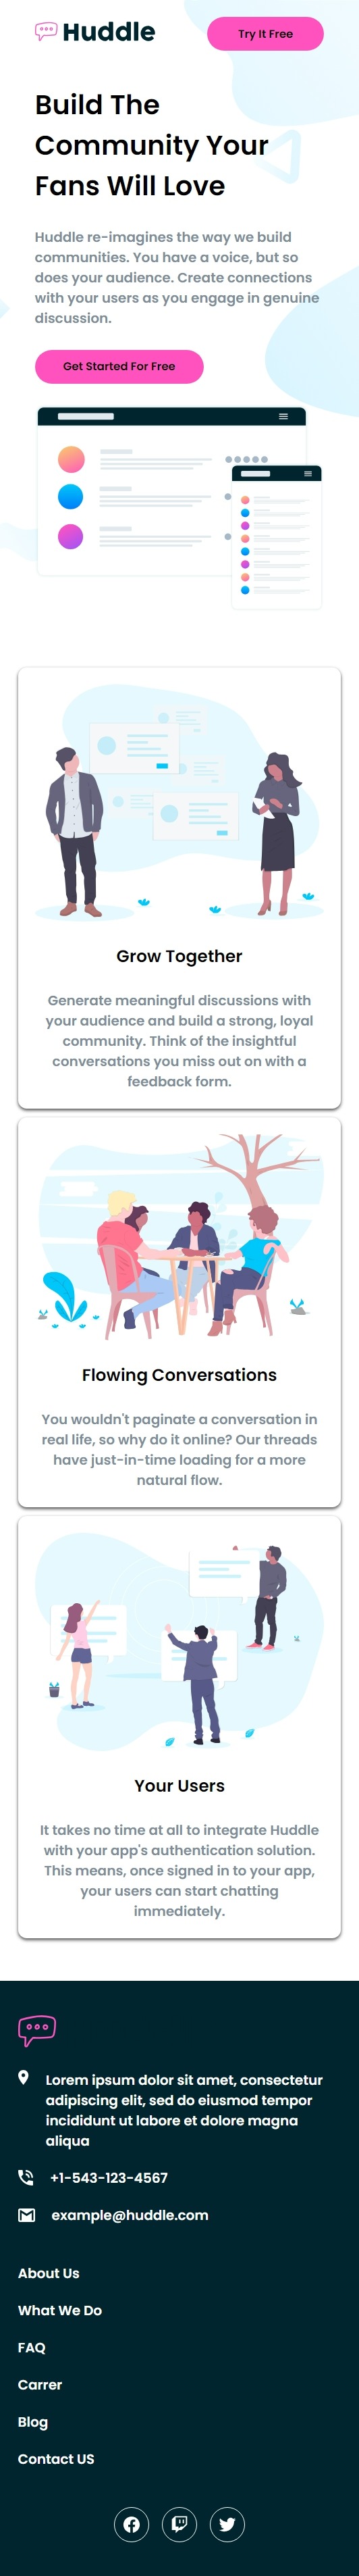 Huddle
Try It Free
Build The
Community Your
Fans Will Love
Huddle re-imagines the way we build
communities. You have a voice, but so
does your audience. Create connections
with your users as you engage in genuine
discussion.
Get Started For Free
Grow Together
Generate meaningful discussions with
your audience and build a strong, loyal
community. Think of the insightful
conversations you miss out on with a
feedback form.
Flowing Conversations
You wouldn't paginate a conversation in
real life, so why do it online? Our threads
have just-in-time loading for a more
natural flow.
Your Users
It takes no time at all to integrate Huddle
with your app's authentication solution.
This means, once signed in to your app,
your users can start chatting
immediately.
Lorem ipsum dolor sit amet, consectetur
adipiscing elit, sed do eiusmod tempor
incididunt ut labore et dolore magna
aliqua
+1-543-123-4567
example@huddle.com
About Us
What We Do
FAQ
Carrer
Blog
Contact US